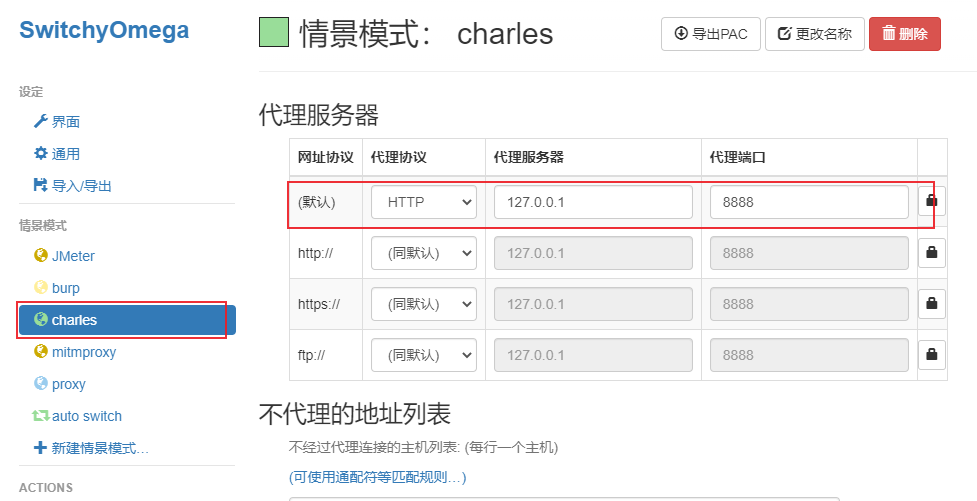 SwitchyOmega
设定
界面
通用
导入/导出
情景模式
JMeter
burp
charles
mitmproxy
proxy
auto switch
新建情景模式…
ACTIONS
情景模式： charles
导出PAC 更改名称 删除
代理服务器
网址协议 代理协议 代理服务器 代理端口
(默认) HTTP 127.0.0.1 8888
http:// (同默认) 127.0.0.1 8888
https:// (同默认) 127.0.0.1 8888
ftp:// (同默认) 127.0.0.1 8888
不代理的地址列表
不经过代理连接的主机列表: (每行一个主机)
(可使用通配符等匹配规则…)